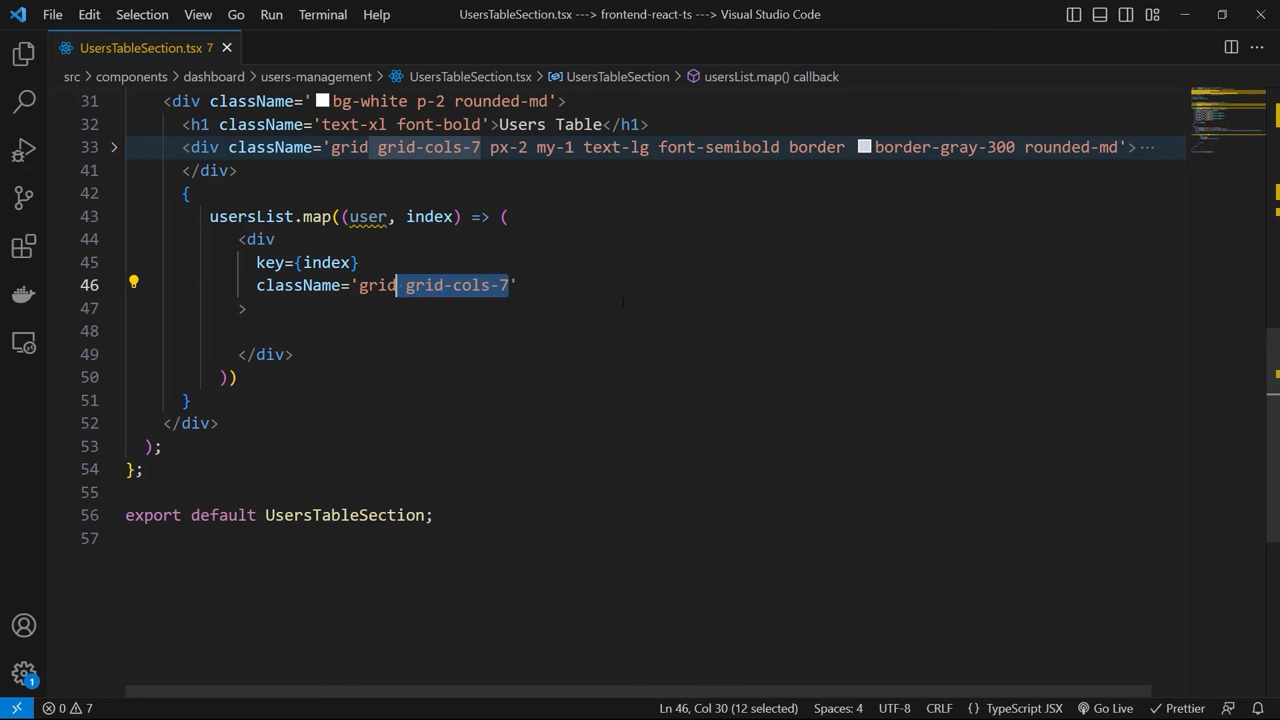 File Edit Selection View Go Run Terminal Help UsersTableSection.tsx ---> frontend-react-ts - Visual Studio Code
UsersTableSection.tsx 7
src > components > dashboard > users-management > UsersTableSection.tsx > UsersTableSection > usersList.map() callback
31 <div className='bg-white p-2 rounded-md'>
32 <h1 className='text-xl font-bold'>Users Table</h1>
33 <div className='grid grid-cols-7 px-2 my-1 text-lg font-semibold border border-gray-300 rounded-md'>···
41 </div>
42 {
43 usersList.map((user, index) => (
44 <div
45 key={index}
46 className='grid grid-cols-7'
47 >
48
49 </div>
50 ))
51 }
52 </div>
53 );
54 };
55
56 export default UsersTableSection;
57
1
0 7 Ln 46, Col 30 (12 selected) Spaces: 4 UTF-8 CRLF {} TypeScript JSX Go Live Prettier